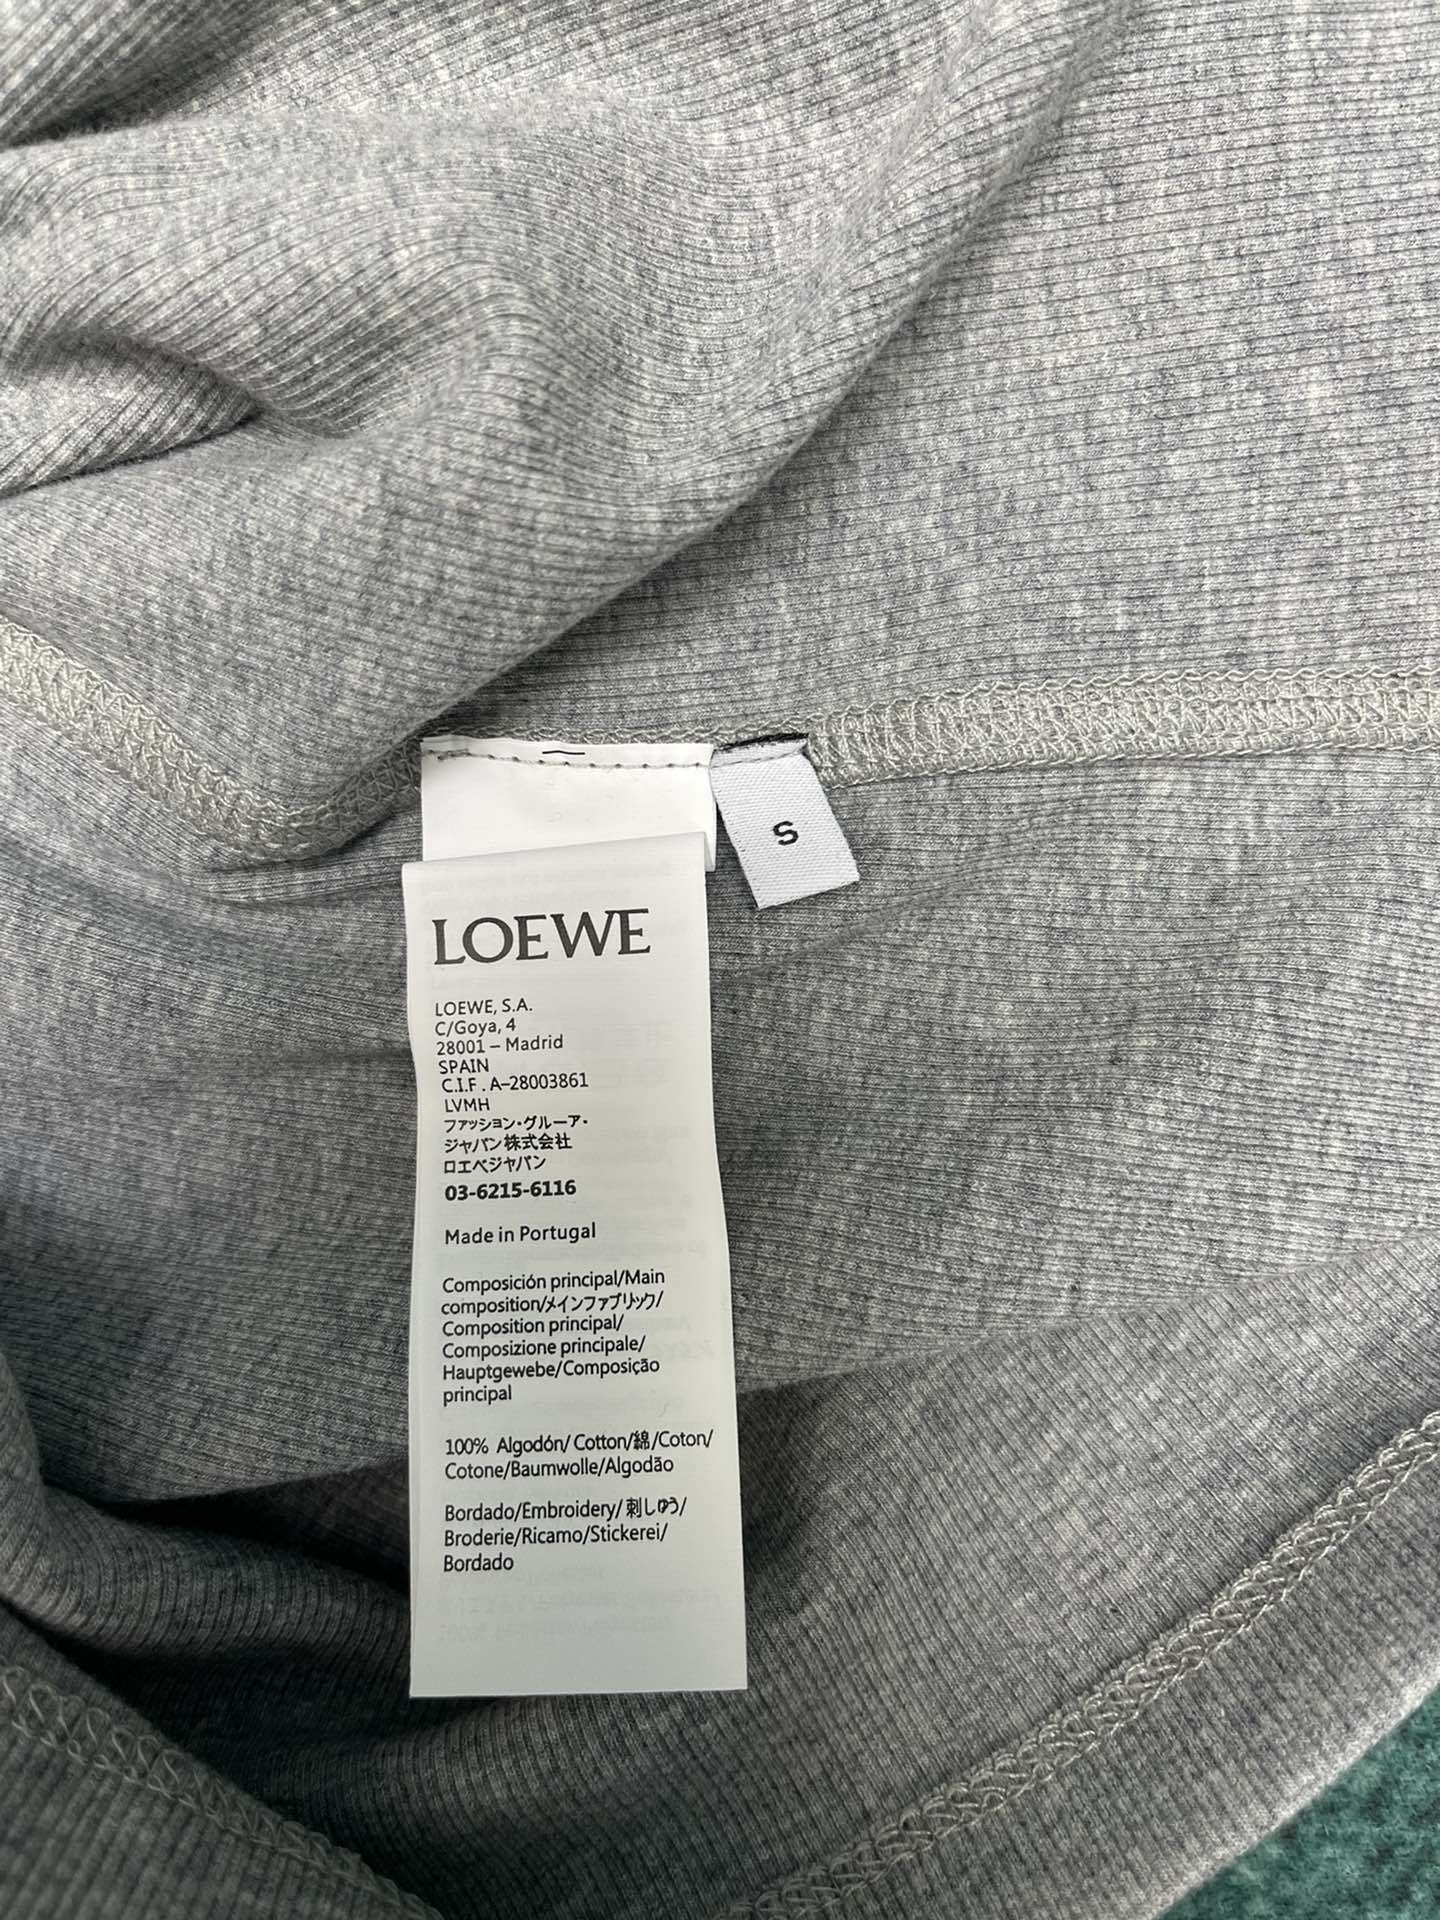 S
LOEWE
LOEWE, S.A.
C/Goya, 4
28001 – Madrid
SPAIN
C.I.F. A–28003861
LVMH
ファッション・グルーア・
ジャパン株式会社
ロエベジャパン
03-6215-6116
Made in Portugal
Composición principal/Main
composition/メインファブリック/
Composition principal/
Composizione principale/
Hauptgewebe/Composição
principal
100% Algodón/ Cotton/綿/Coton/
Cotone/Baumwolle/Algodão
Bordado/Embroidery/刺しゅう/
Broderie/Ricamo/Stickerei/
Bordado